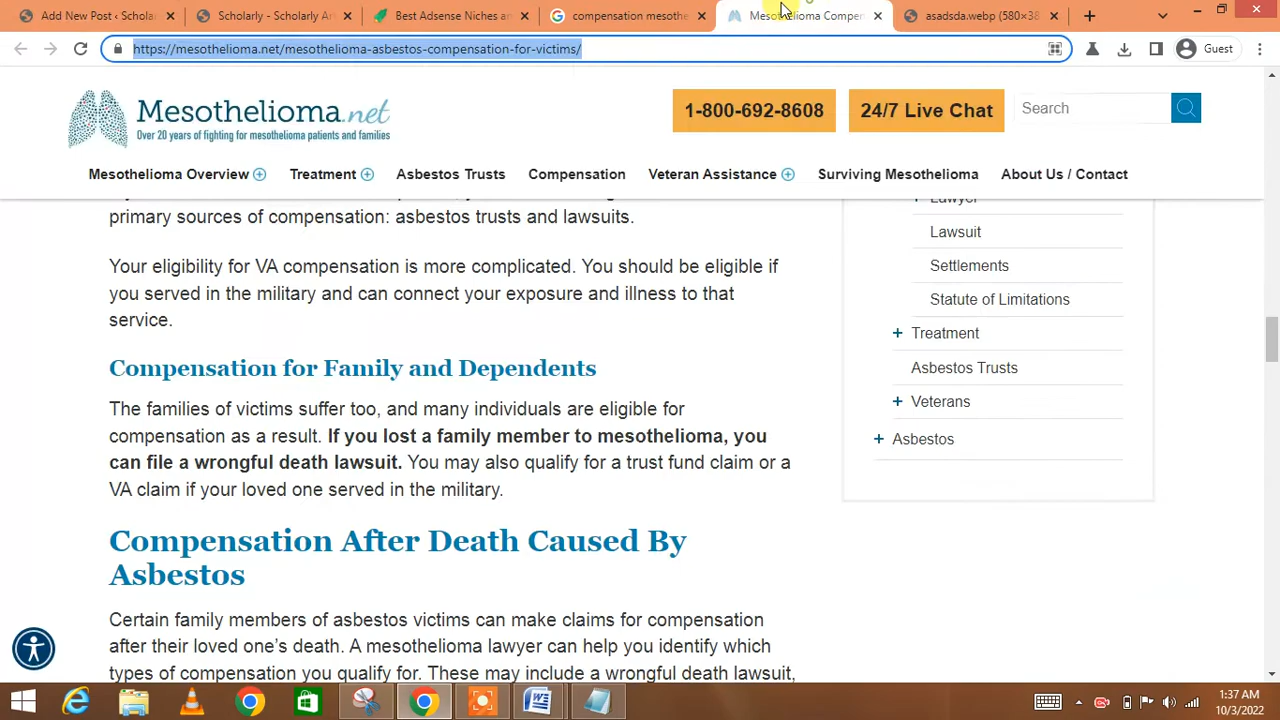 Add New Post ‹ Schola
Scholarly - Scholarly Ar
Best Adsense Niches an
compensation mesothe
Mesothelioma Compen
asadsda.webp (580×38
https://mesothelioma.net/mesothelioma-asbestos-compensation-for-victims/
Guest
Mesothelioma.net
Over 20 years of fighting for mesothelioma patients and families
1-800-692-8608
24/7 Live Chat
Search
Mesothelioma Overview
Treatment
Asbestos Trusts
Compensation
Veteran Assistance
Surviving Mesothelioma
About Us / Contact
primary sources of compensation: asbestos trusts and lawsuits.
Your eligibility for VA compensation is more complicated. You should be eligible if
you served in the military and can connect your exposure and illness to that
service.
Compensation for Family and Dependents
The families of victims suffer too, and many individuals are eligible for
compensation as a result. If you lost a family member to mesothelioma, you
can file a wrongful death lawsuit. You may also qualify for a trust fund claim or a
VA claim if your loved one served in the military.
Compensation After Death Caused By
Asbestos
Certain family members of asbestos victims can make claims for compensation
after their loved one's death. A mesothelioma lawyer can help you identify which
types of compensation you qualify for. These may include a wrongful death lawsuit,
Lawyer
Lawsuit
Settlements
Statute of Limitations
+ Treatment
Asbestos Trusts
+ Veterans
+ Asbestos
1:37 AM
10/3/2022